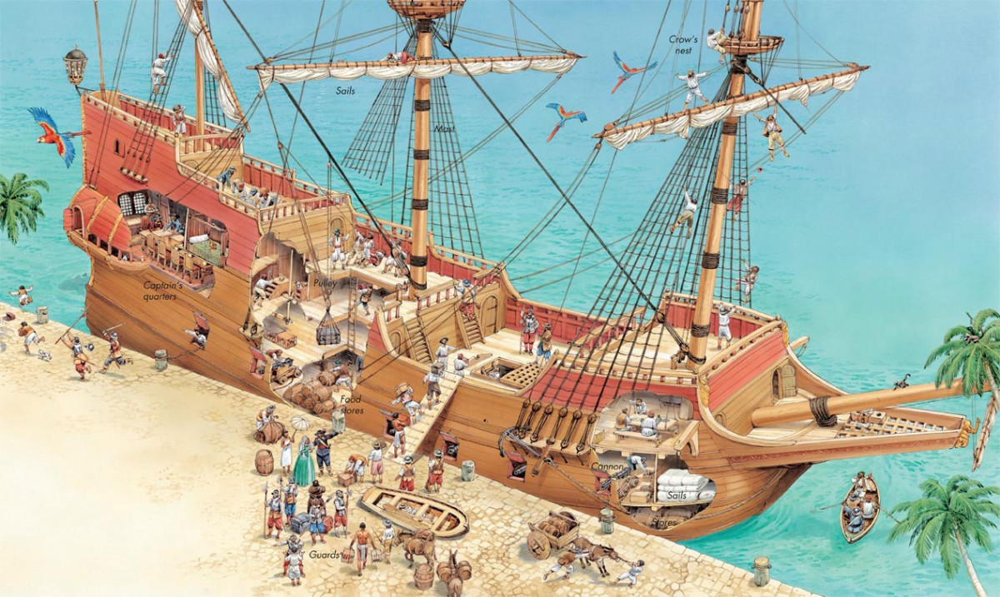 Crow's
nest
Sails
Mast
Captain's
quarters
Pulley
Food
stores
Cannon
Sails
Stores
Guards